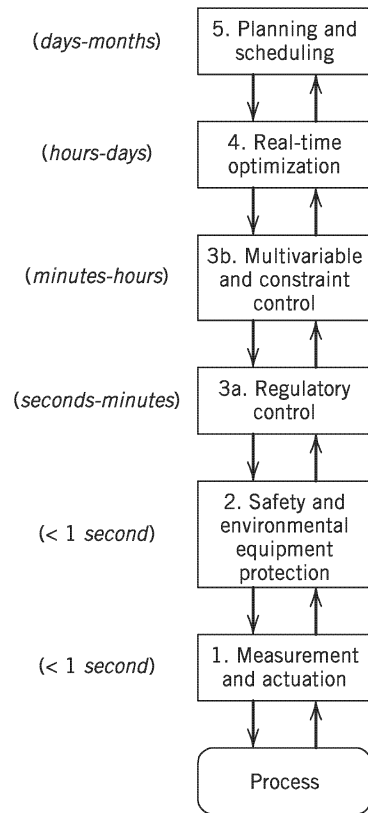 (days-months)
5. Planning and
scheduling
(hours-days)
4. Real-time
optimization
(minutes-hours)
3b. Multivariable
and constraint
control
(seconds-minutes)
3a. Regulatory
control
(< 1 second)
2. Safety and
environmental
equipment
protection
(< 1 second)
1. Measurement
and actuation
Process